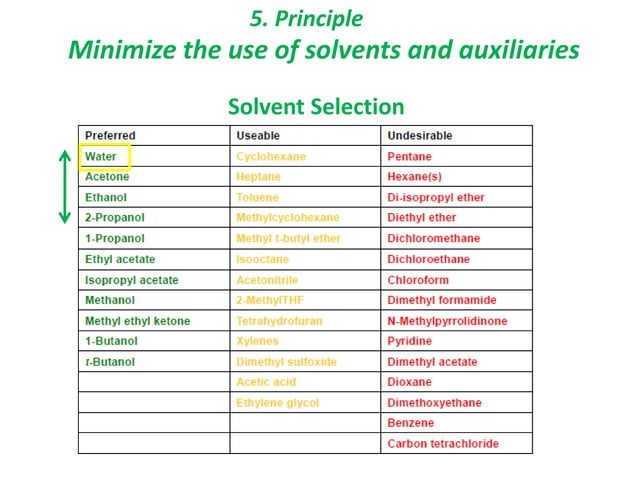 5. Principle
Minimize the use of solvents and auxiliaries
Solvent Selection
Preferred Useable Undesirable
Water Cyclohexane Pentane
Acetone Heptane Hexane(s)
Ethanol Toluene Di-isopropyl ether
2-Propanol Methylcyclohexane Diethyl ether
1-Propanol Methyl t-butyl ether Dichloromethane
Ethyl acetate Isooctane Dichloroethane
Isopropyl acetate Acetonitrile Chloroform
Methanol 2-MethylTHF Dimethyl formamide
Methyl ethyl ketone Tetrahydrofuran N-Methylpyrrolidinone
1-Butanol Xylenes Pyridine
t-Butanol Dimethyl sulfoxide Dimethyl acetate
Acetic acid Dioxane
Ethylene glycol Dimethoxyethane
Benzene
Carbon tetrachloride